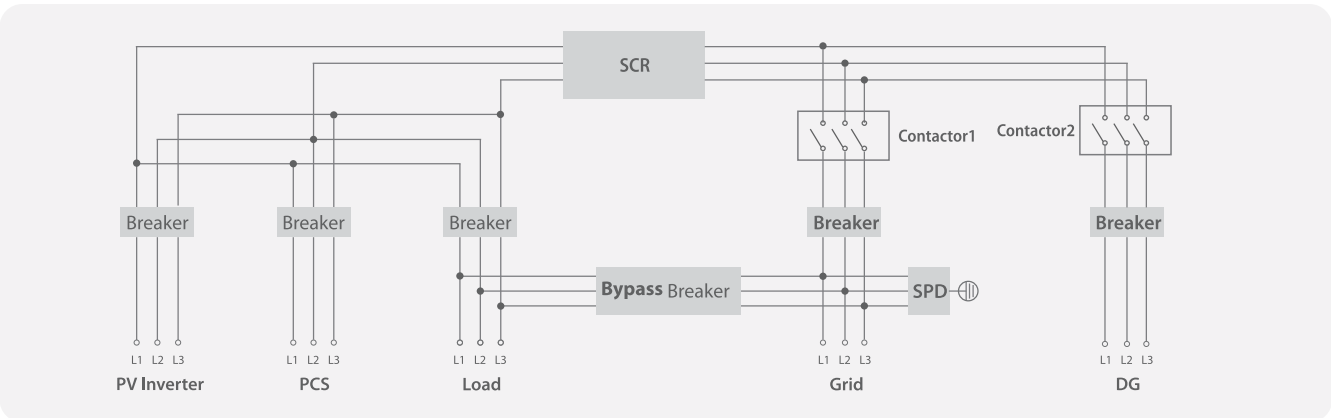 SCR
Contactor1
Contactor2
Breaker
Breaker
Breaker
Breaker
Breaker
Bypass Breaker
SPD
L1 L2 L3
L1 L2 L3
L1 L2 L3
L1 L2 L3
L1 L2 L3
PV Inverter
PCS
Load
Grid
DG